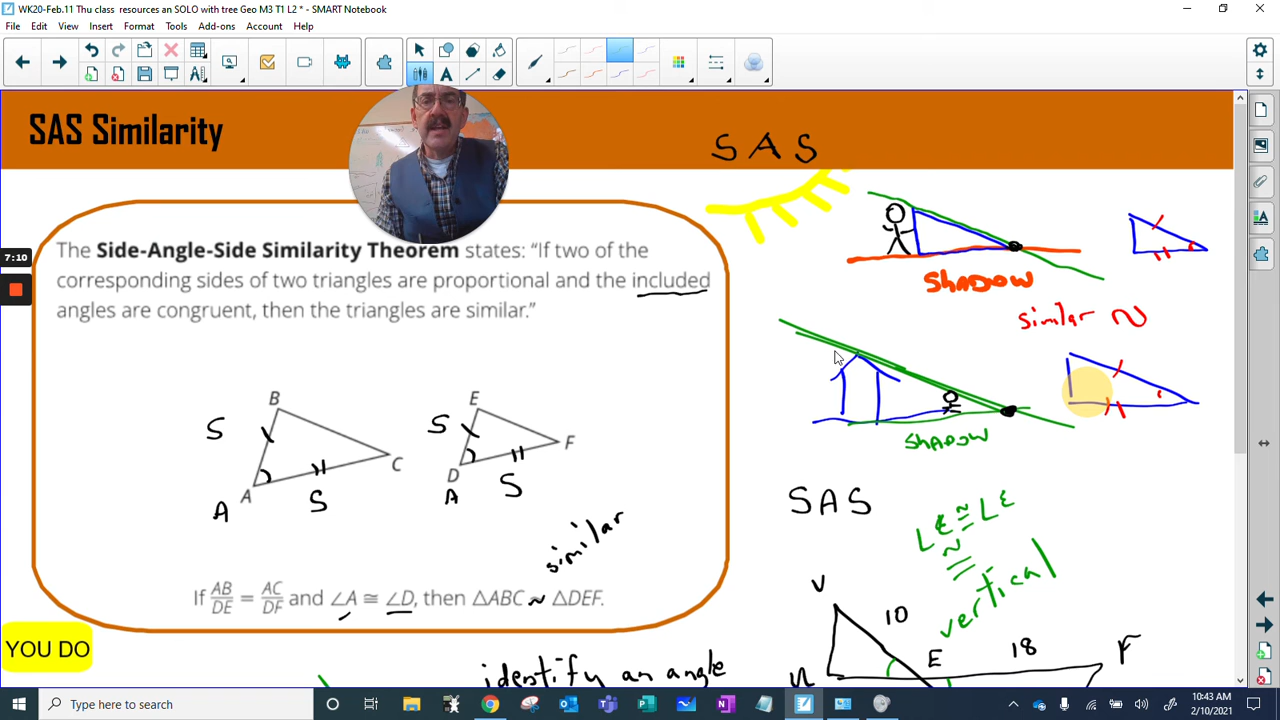 WK20-Feb.11 Thu class resources an SOLO with tree Geo M3 T1 L2 * - SMART Notebook
File Edit View Insert Format Tools Add-ons Account Help
SAS Similarity
SAS
The Side-Angle-Side Similarity Theorem states: “If two of the
corresponding sides of two triangles are proportional and the included
angles are congruent, then the triangles are similar.”
7:10
SHADOW
similar ~
SHADOW
B
S
A
S
C
A
E
S
D
A
S
F
similar
If AB/DE = AC/DF and ∠A ≅ ∠D, then △ABC ~ △DEF.
SAS
∠E ≅ ∠E
≅
vertical
V
10
E
18
F
YOU DO
identify an angle
Type here to search
10:43 AM
2/10/2021